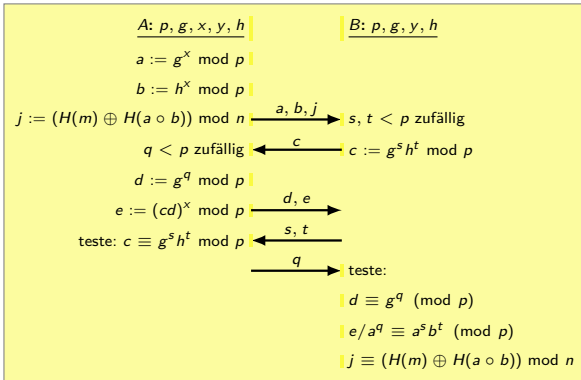 A: p, g, x, y, h B: p, g, y, h
a := g^x mod p
b := h^x mod p
j := (H(m) ⊕ H(a ∘ b)) mod n a, b, j s, t < p zufällig
q < p zufällig c c := g^s h^t mod p
d := g^q mod p
e := (cd)^x mod p d, e
teste: c ≡ g^s h^t mod p s, t
q teste:
d ≡ g^q (mod p)
e/a^q ≡ a^s b^t (mod p)
j ≡ (H(m) ⊕ H(a ∘ b)) mod n